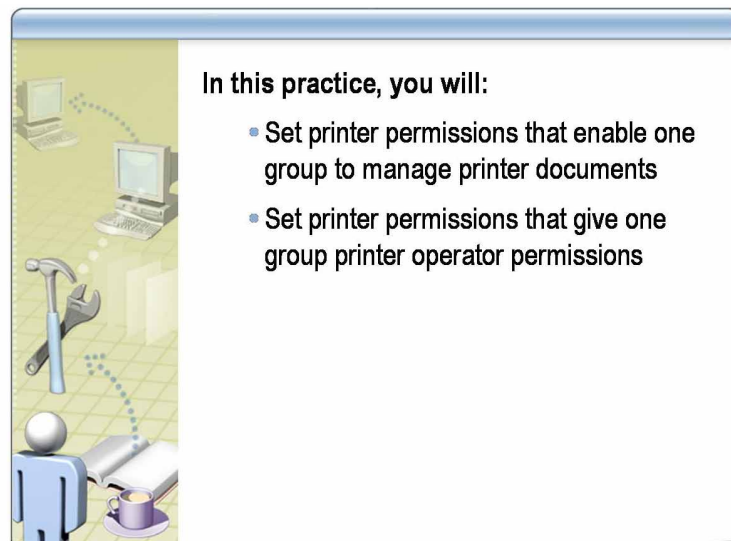 In this practice, you will:
Set printer permissions that enable one
group to manage printer documents
Set printer permissions that give one
group printer operator permissions